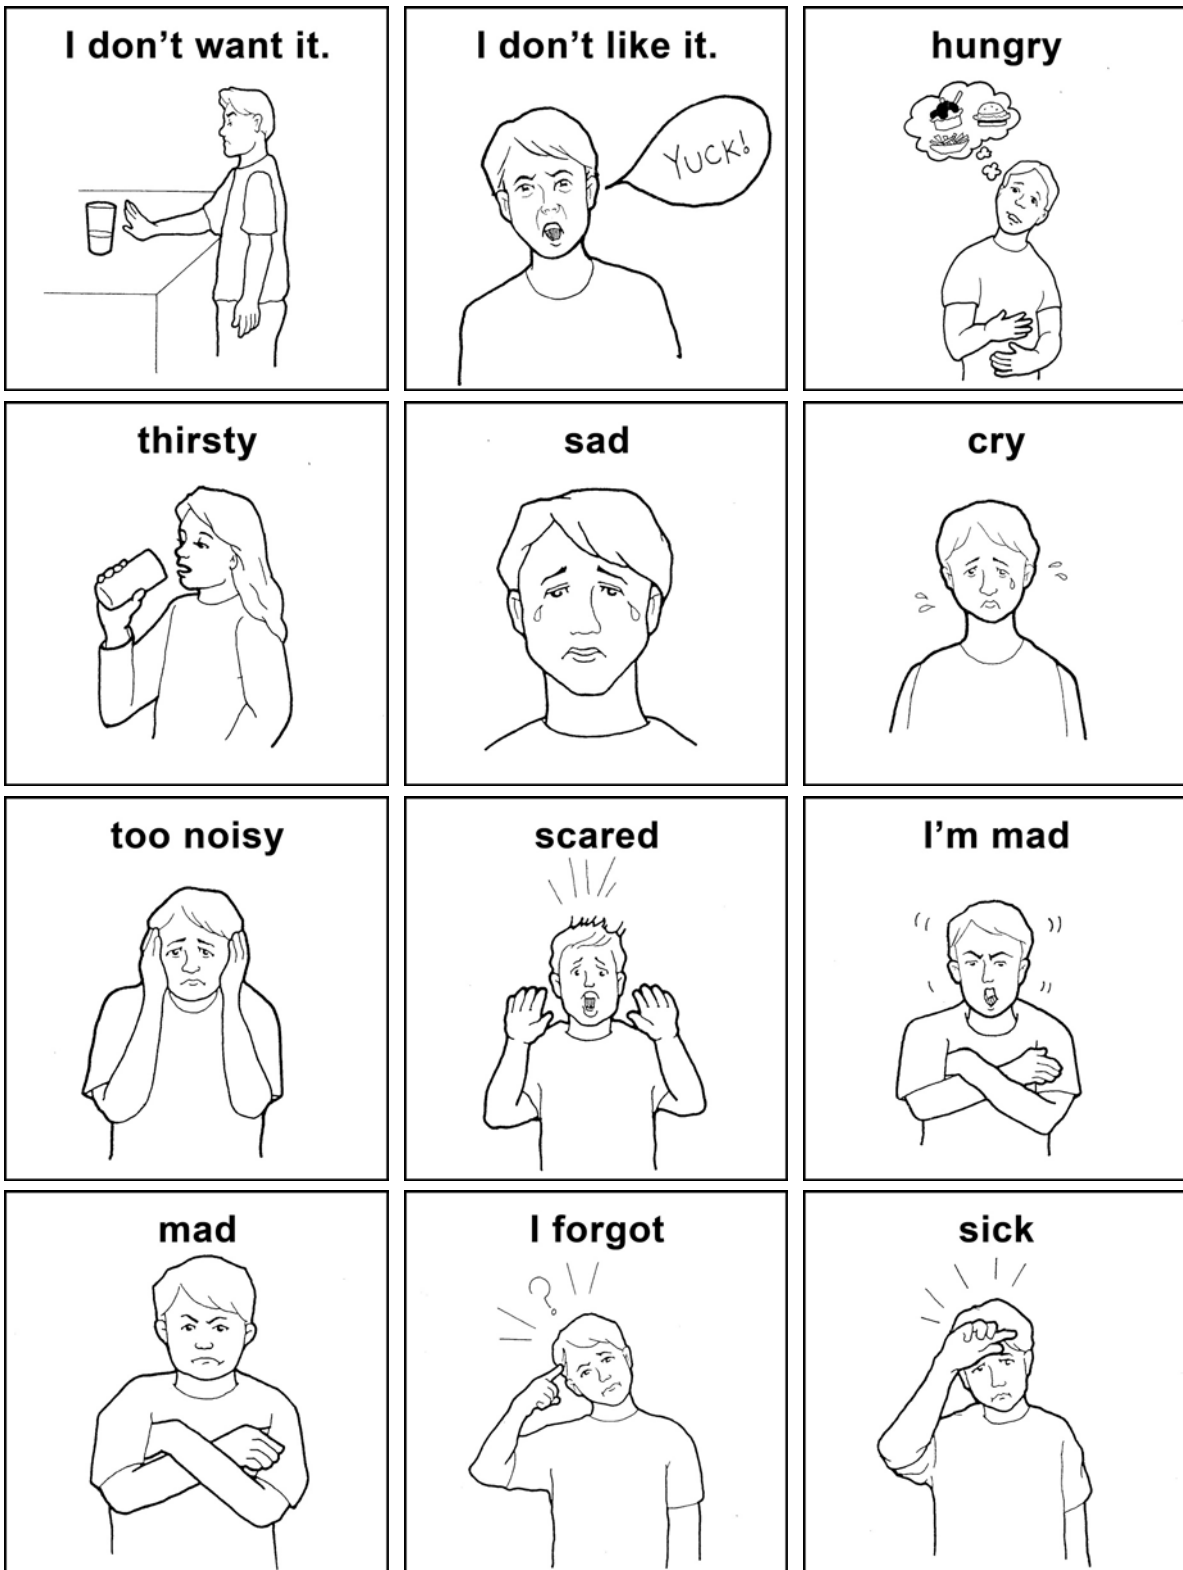 I don’t want it.
I don’t like it.
YUCK!
hungry
thirsty
sad
cry
too noisy
scared
I’m mad
mad
I forgot
?
sick